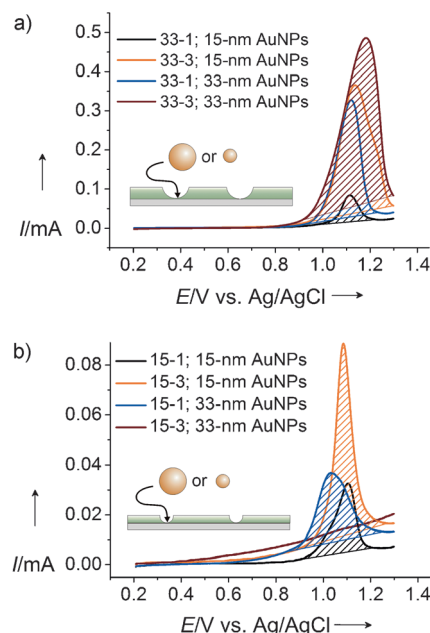 a)
33-1; 15-nm AuNPs
33-3; 15-nm AuNPs
33-1; 33-nm AuNPs
33-3; 33-nm AuNPs
or
0.5
0.4
0.3
0.2
0.1
0.0
I/mA
0.2 0.4 0.6 0.8 1.0 1.2 1.4
E/V vs. Ag/AgCl
b)
15-1; 15-nm AuNPs
15-3; 15-nm AuNPs
15-1; 33-nm AuNPs
15-3; 33-nm AuNPs
or
0.08
0.06
0.04
0.02
0.00
I/mA
0.2 0.4 0.6 0.8 1.0 1.2 1.4
E/V vs. Ag/AgCl